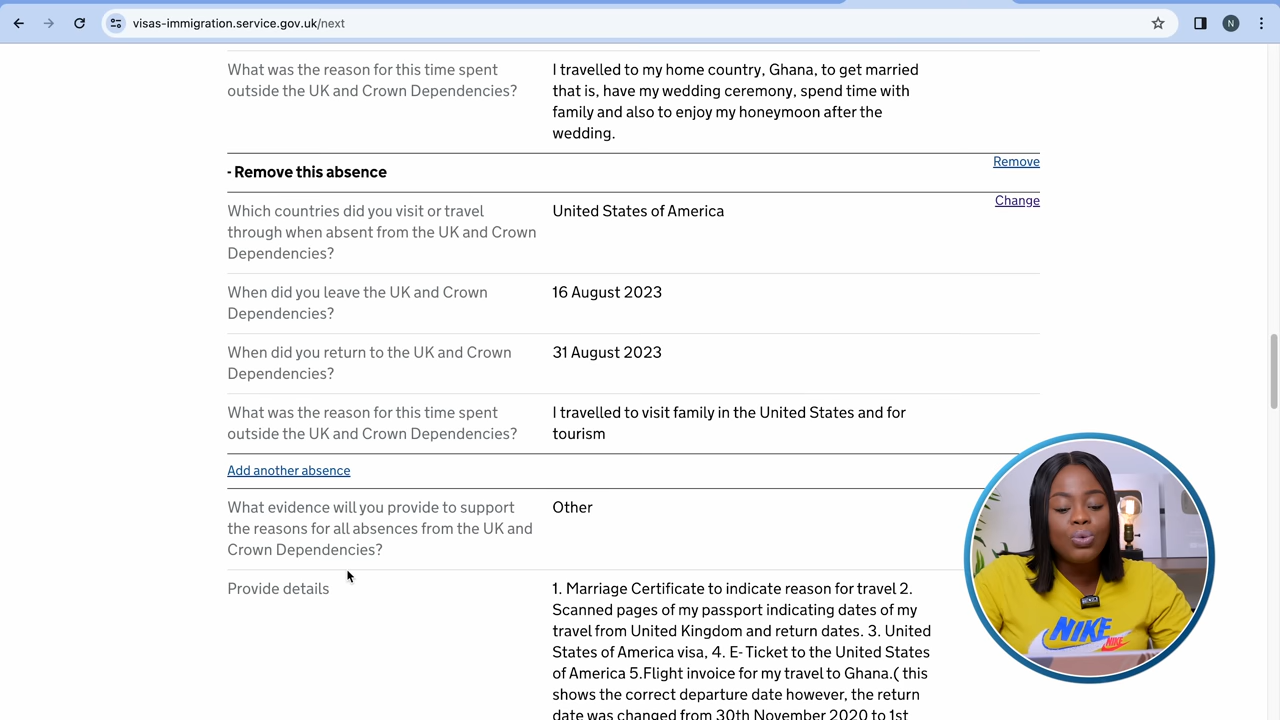 visas-immigration.service.gov.uk/next
N
What was the reason for this time spent
outside the UK and Crown Dependencies?
I travelled to my home country, Ghana, to get married
that is, have my wedding ceremony, spend time with
family and also to enjoy my honeymoon after the
wedding.
- Remove this absence
Remove
Which countries did you visit or travel
through when absent from the UK and Crown
Dependencies?
United States of America
Change
When did you leave the UK and Crown
Dependencies?
16 August 2023
When did you return to the UK and Crown
Dependencies?
31 August 2023
What was the reason for this time spent
outside the UK and Crown Dependencies?
I travelled to visit family in the United States and for
tourism
Add another absence
What evidence will you provide to support
the reasons for all absences from the UK and
Crown Dependencies?
Other
Provide details
1. Marriage Certificate to indicate reason for travel 2.
Scanned pages of my passport indicating dates of my
travel from United Kingdom and return dates. 3. United
States of America visa, 4. E- Ticket to the United States
of America 5.Flight invoice for my travel to Ghana.( this
shows the correct departure date however, the return
date was changed from 30th November 2020 to 1st
NIKE
NIKE